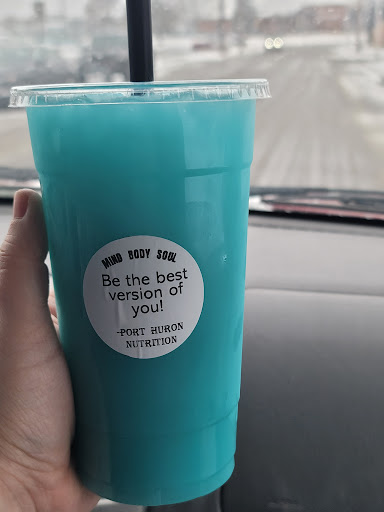 MIND BODY SOUL
Be the best
version of
you!
-PORT HURON
NUTRITION